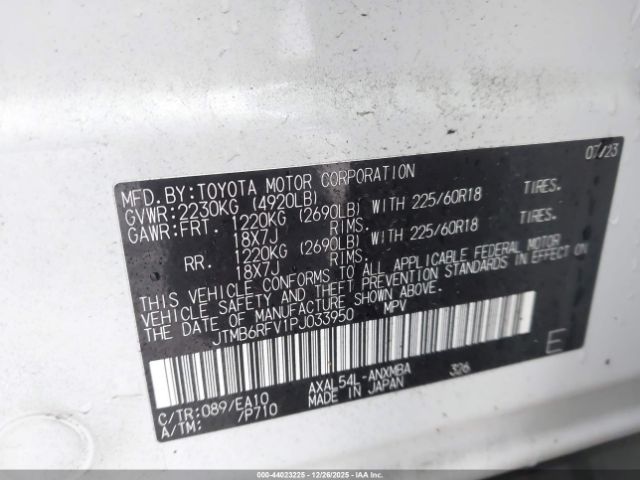 07/23
MFD.BY:TOYOTA MOTOR CORPORATION
GVWR:2230KG (4920LB)
GAWR:FRT. 1220KG (2690LB) WITH 225/60R18 TIRES.
18X7J RIMS.
RR. 1220KG (2690LB) WITH 225/60R18 TIRES.
18X7J RIMS.
THIS VEHICLE CONFORMS TO ALL APPLICABLE FEDERAL MOTOR
VEHICLE SAFETY AND THEFT PREVENTION STANDARDS IN EFFECT ON
THE DATE OF MANUFACTURE SHOWN ABOVE.
JTMB6RFV1PJ033950 MPV
E
C/TR:089/EA10 AXAL54L-ANXMBA 326
A/TM: /P710 MADE IN JAPAN
000-44023225 - 12/26/2025 - IAAI.COM